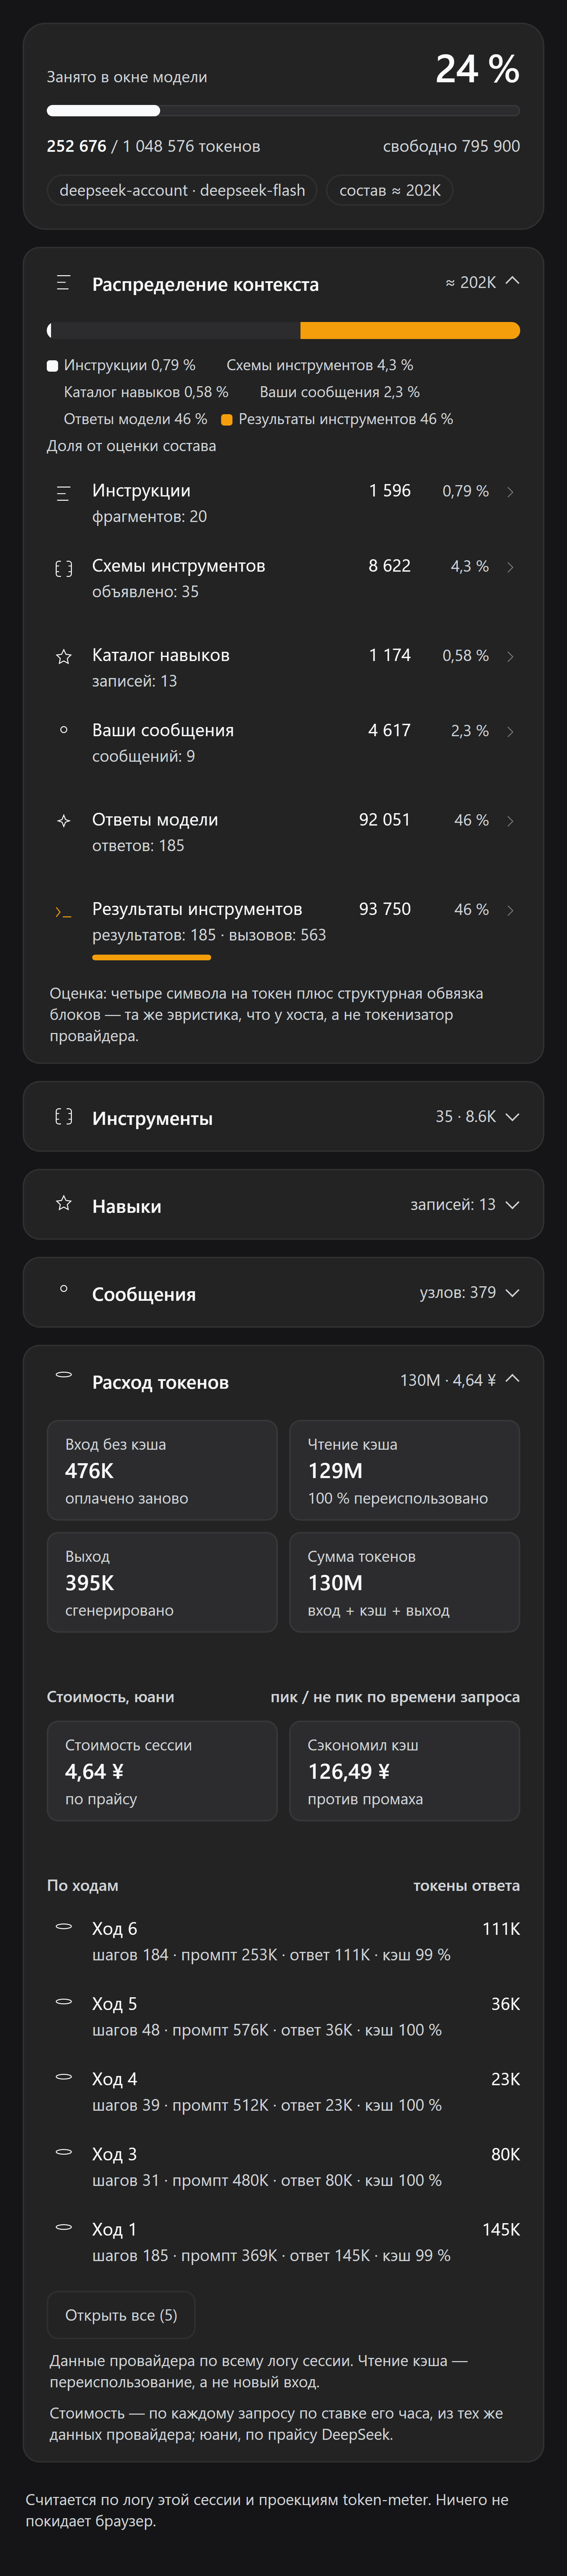 Занято в окне модели 24 %
252 676 / 1 048 576 токенов свободно 795 900
deepseek-account · deepseek-flash состав ≈ 202K
Распределение контекста ≈ 202K
Инструкции 0,79 % Схемы инструментов 4,3 %
Каталог навыков 0,58 % Ваши сообщения 2,3 %
Ответы модели 46 % Результаты инструментов 46 %
Доля от оценки состава
Инструкции 1 596 0,79 %
фрагментов: 20
Схемы инструментов 8 622 4,3 %
объявлено: 35
Каталог навыков 1 174 0,58 %
записей: 13
Ваши сообщения 4 617 2,3 %
сообщений: 9
Ответы модели 92 051 46 %
ответов: 185
Результаты инструментов 93 750 46 %
результатов: 185 · вызовов: 563
Оценка: четыре символа на токен плюс структурная обвязка
блоков — та же эвристика, что у хоста, а не токенизатор
провайдера.
Инструменты 35 · 8.6K
Навыки записей: 13
Сообщения узлов: 379
Расход токенов 130M · 4,64 ¥
Вход без кэша Чтение кэша
476K 129M
оплачено заново 100 % переиспользовано
Выход Сумма токенов
395K 130M
сгенерировано вход + кэш + выход
Стоимость, юани пик / не пик по времени запроса
Стоимость сессии Сэкономил кэш
4,64 ¥ 126,49 ¥
по прайсу против промаха
По ходам токены ответа
Ход 6 111K
шагов 184 · промпт 253K · ответ 111K · кэш 99 %
Ход 5 36K
шагов 48 · промпт 576K · ответ 36K · кэш 100 %
Ход 4 23K
шагов 39 · промпт 512K · ответ 23K · кэш 100 %
Ход 3 80K
шагов 31 · промпт 480K · ответ 80K · кэш 100 %
Ход 1 145K
шагов 185 · промпт 369K · ответ 145K · кэш 99 %
Открыть все (5)
Данные провайдера по всему логу сессии. Чтение кэша —
переиспользование, а не новый вход.
Стоимость — по каждому запросу по ставке его часа, из тех же
данных провайдера; юани, по прайсу DeepSeek.
Считается по логу этой сессии и проекциям token-meter. Ничего не
покидает браузер.